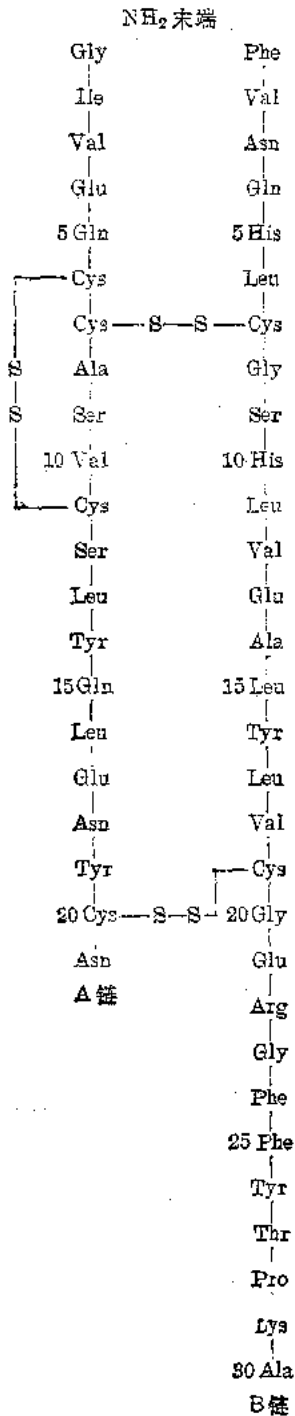 NH₂末端
Gly Phe
Ile Val
Val Asn
Glu Gln
5 Gln 5 His
Cys Leu
Cys—S—S—Cys
S Ala Gly
S Ser Ser
10 Val 10 His
Cys Leu
Ser Val
Leu Glu
Tyr Ala
15 Gln 15 Leu
Leu Tyr
Glu Leu
Asn Val
Tyr Cys
20 Cys—S—S 20 Gly
Asn Glu
A链 Arg
Gly
Phe
25 Phe
Tyr
Thr
Pro
Lys
30 Ala
B链